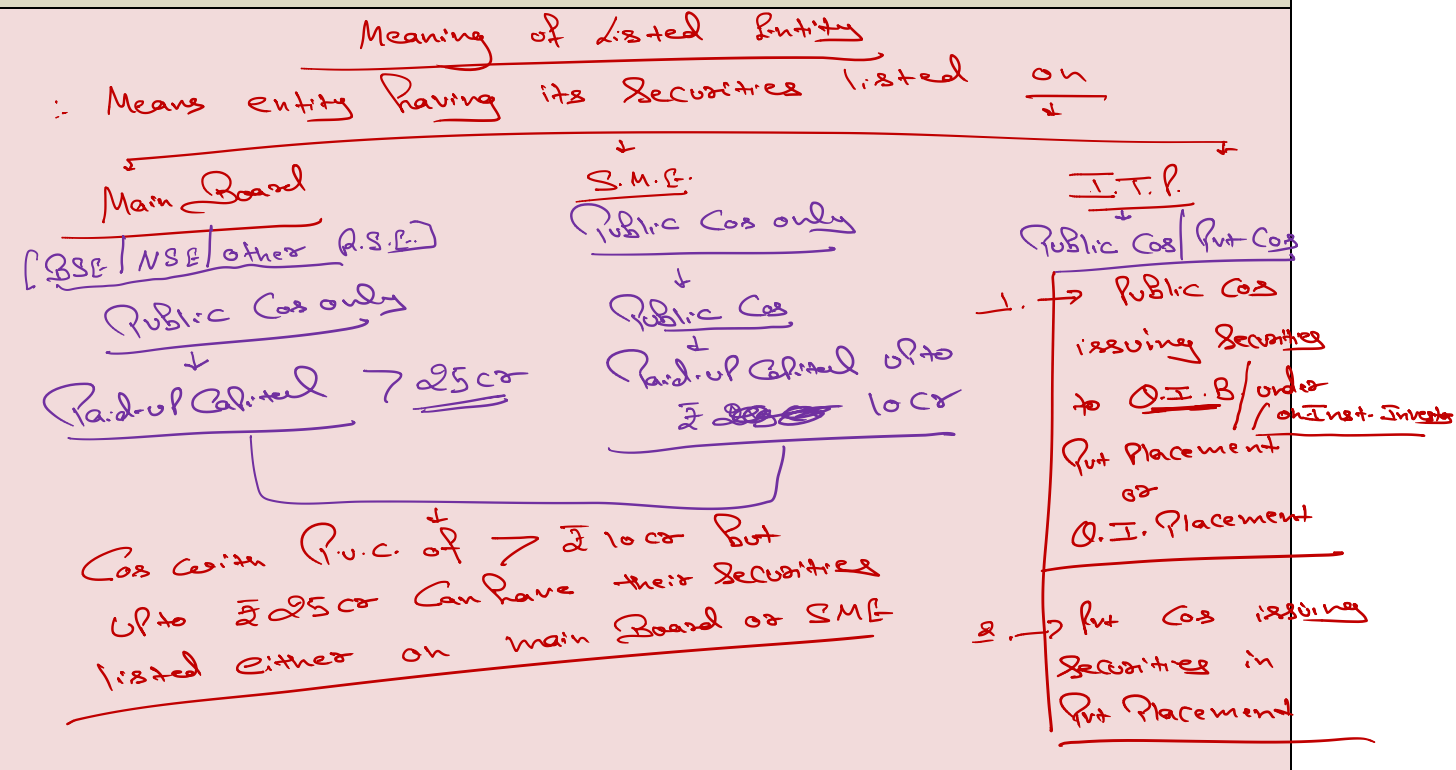 Meaning of Listed Entity
:- Means entity having its Securities listed on
Main Board
[BSE/NSE/other R.S.E.]
Public Cos only
Paid-up Capital > 25 cr
S.M.E.
Public Cos only
Public Cos
Paid-up Capital upto
₹ 10 cr
Cos with P.u.c. of > ₹ 10 cr but
upto ₹ 25 cr Can have their Securities
listed either on main Board or SME
I.T.P.
Public Cos/Pvt Cos
1. → Public Cos
issuing Securities
to Q.I.B/under
/on-Inst-Investor
Pvt Placement
or
Q.I. Placement
2. → Pvt Cos issuing
Securities in
Pvt Placement